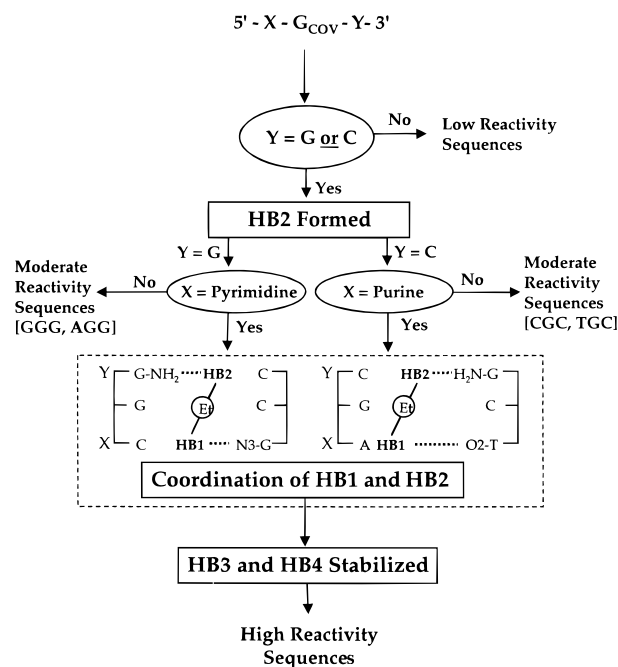 5' - X - G_COV - Y- 3'
Y = G or C
No
Low Reactivity
Sequences
Yes
HB2 Formed
Y = G
Y = C
Moderate
Reactivity
Sequences
[GGG, AGG]
No
X = Pyrimidine
X = Purine
No
Moderate
Reactivity
Sequences
[CGC, TGC]
Yes
Yes
Y G-NH2 HB2 C
G Et C
X C HB1 N3-G
Y C HB2 H2N-G
G Et C
X A HB1 O2-T
Coordination of HB1 and HB2
HB3 and HB4 Stabilized
High Reactivity
Sequences